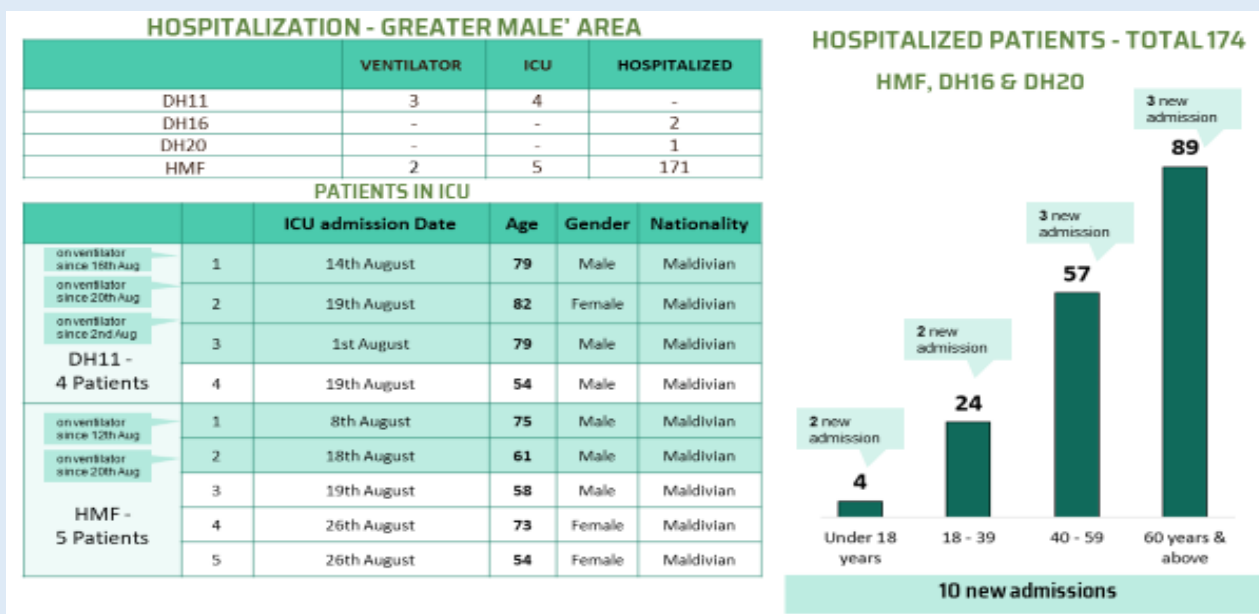 HOSPITALIZATION - GREATER MALE' AREA
VENTILATOR ICU HOSPITALIZED
DH11 3 4 -
DH16 - - 2
DH20 - - 1
HMF 2 5 171
PATIENTS IN ICU
ICU admission Date Age Gender Nationality
on ventilator
since 16th Aug
1 14th August 79 Male Maldivian
on ventilator
since 20th Aug
2 19th August 82 Female Maldivian
on ventilator
since 2nd Aug
3 1st August 79 Male Maldivian
DH11 -
4 Patients
4 19th August 54 Male Maldivian
on ventilator
since 12th Aug
1 8th August 75 Male Maldivian
on ventilator
since 20th Aug
2 18th August 61 Male Maldivian
3 19th August 58 Male Maldivian
HMF -
5 Patients
4 26th August 73 Female Maldivian
5 26th August 54 Female Maldivian
HOSPITALIZED PATIENTS - TOTAL 174
HMF, DH16 & DH20
3 new
admission
89
3 new
admission
57
2 new
admission
24
2 new
admission
4
Under 18
years
18 - 39
40 - 59
60 years &
above
10 new admissions